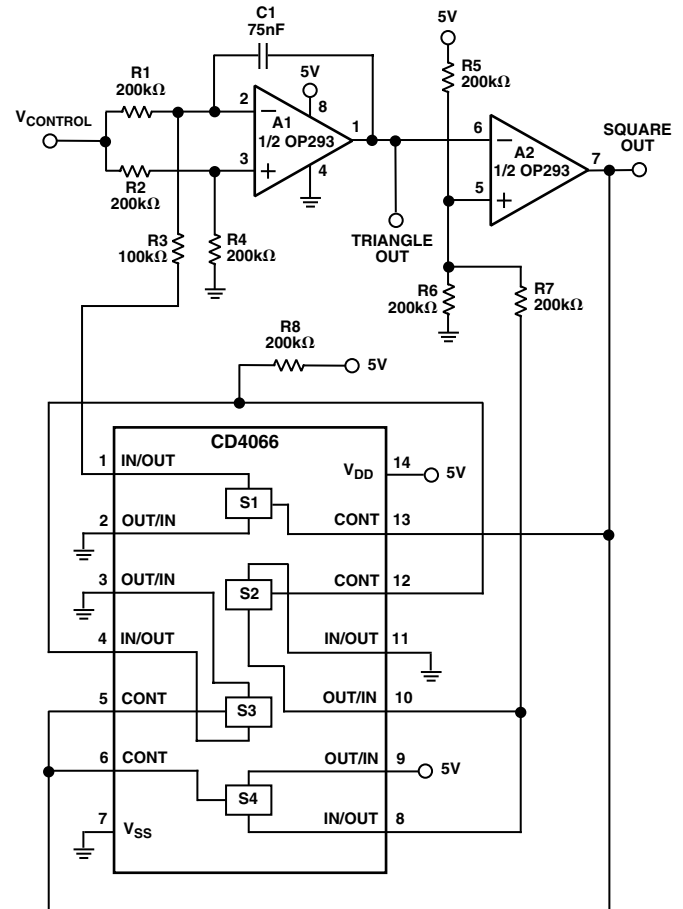 C1
75nF
5V
R1
200kΩ
5V
R5
200kΩ
VCONTROL
2
8
A1
1/2 OP293
1
6
SQUARE
OUT
3
4
A2
1/2 OP293
7
5
R2
200kΩ
R3
100kΩ
R4
200kΩ
TRIANGLE
OUT
R6
200kΩ
R7
200kΩ
R8
200kΩ
5V
CD4066
1
IN/OUT
VDD
14
5V
S1
2
OUT/IN
CONT
13
3
OUT/IN
S2
CONT
12
4
IN/OUT
IN/OUT
11
5
CONT
S3
OUT/IN
10
6
CONT
OUT/IN
9
5V
S4
7
VSS
IN/OUT
8